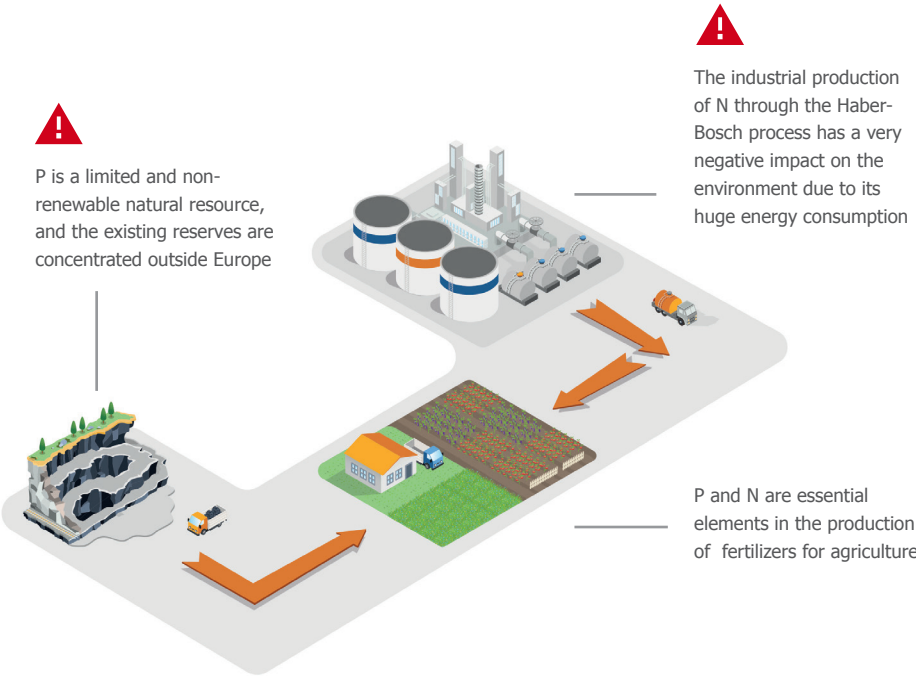 !
The industrial production
of N through the Haber-
Bosch process has a very
negative impact on the
environment due to its
huge energy consumption
!
P is a limited and non-
renewable natural resource,
and the existing reserves are
concentrated outside Europe
P and N are essential
elements in the production
of fertilizers for agriculture